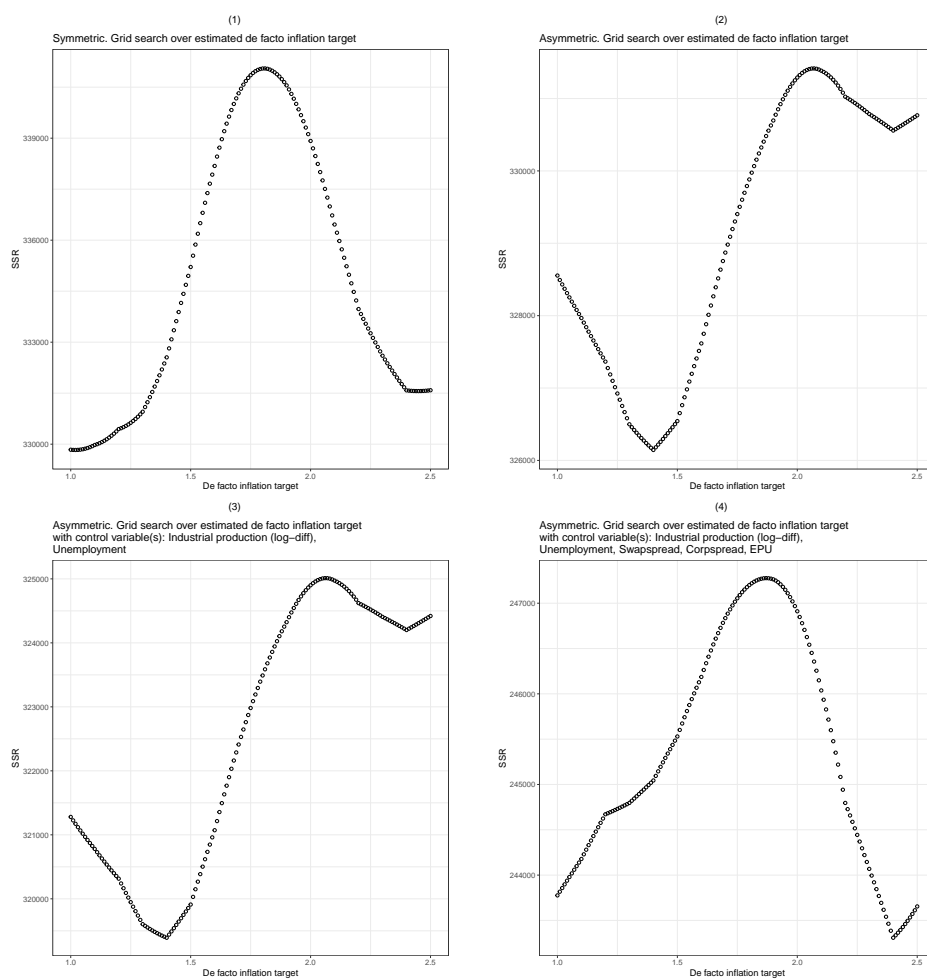 (1)
Symmetric. Grid search over estimated de facto inflation target
339000
336000
333000
330000
SSR
1.0 1.5 2.0 2.5
De facto inflation target
(2)
Asymmetric. Grid search over estimated de facto inflation target
330000
328000
326000
SSR
1.0 1.5 2.0 2.5
De facto inflation target
(3)
Asymmetric. Grid search over estimated de facto inflation target
with control variable(s): Industrial production (log−diff),
Unemployment
325000
324000
323000
322000
321000
320000
SSR
1.0 1.5 2.0 2.5
De facto inflation target
(4)
Asymmetric. Grid search over estimated de facto inflation target
with control variable(s): Industrial production (log−diff),
Unemployment, Swapspread, Corpspread, EPU
247000
246000
245000
244000
SSR
1.0 1.5 2.0 2.5
De facto inflation target